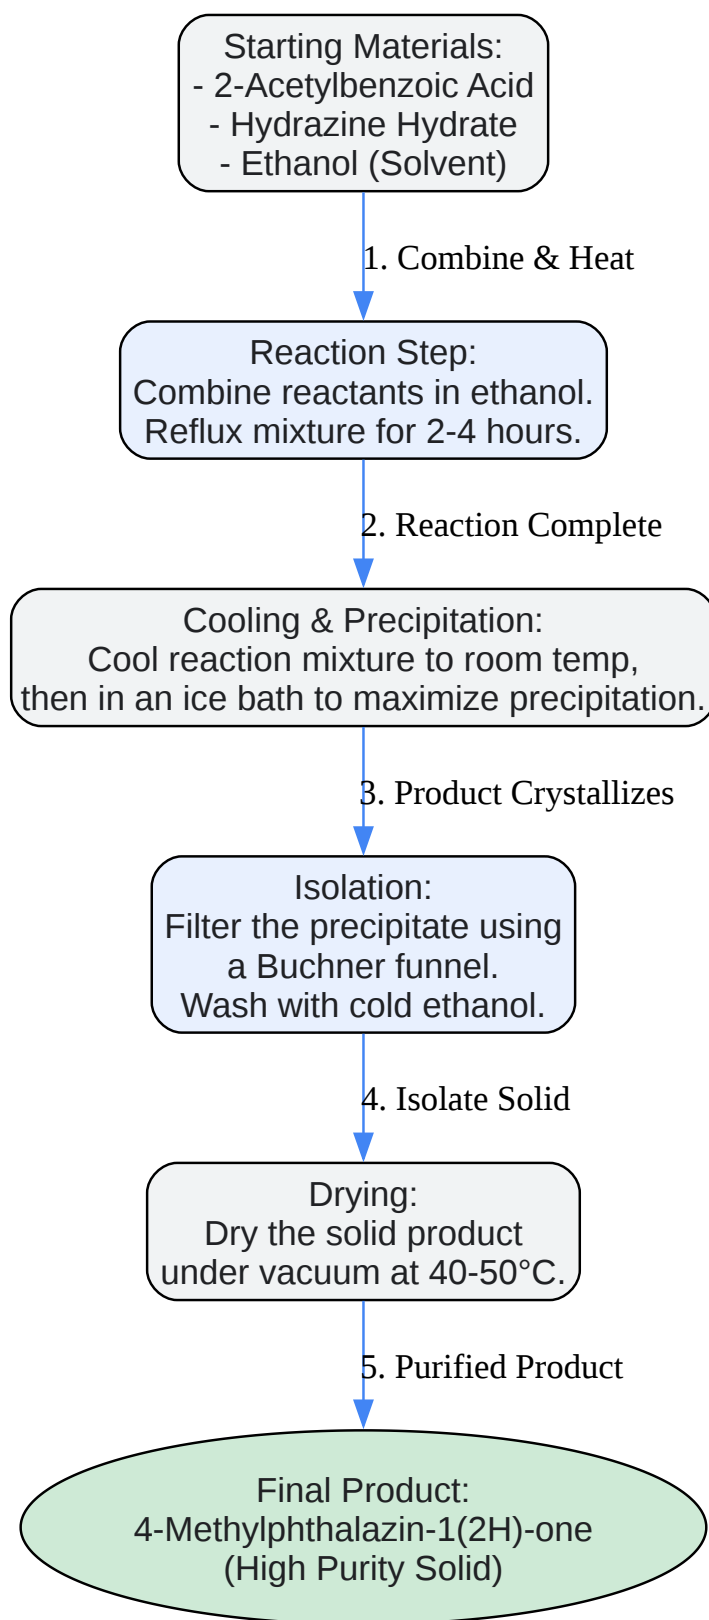 Starting Materials:
- 2-Acetylbenzoic Acid
- Hydrazine Hydrate
- Ethanol (Solvent)
1. Combine & Heat
Reaction Step:
Combine reactants in ethanol.
Reflux mixture for 2-4 hours.
2. Reaction Complete
Cooling & Precipitation:
Cool reaction mixture to room temp,
then in an ice bath to maximize precipitation.
3. Product Crystallizes
Isolation:
Filter the precipitate using
a Buchner funnel.
Wash with cold ethanol.
4. Isolate Solid
Drying:
Dry the solid product
under vacuum at 40-50°C.
5. Purified Product
Final Product:
4-Methylphthalazin-1(2H)-one
(High Purity Solid)